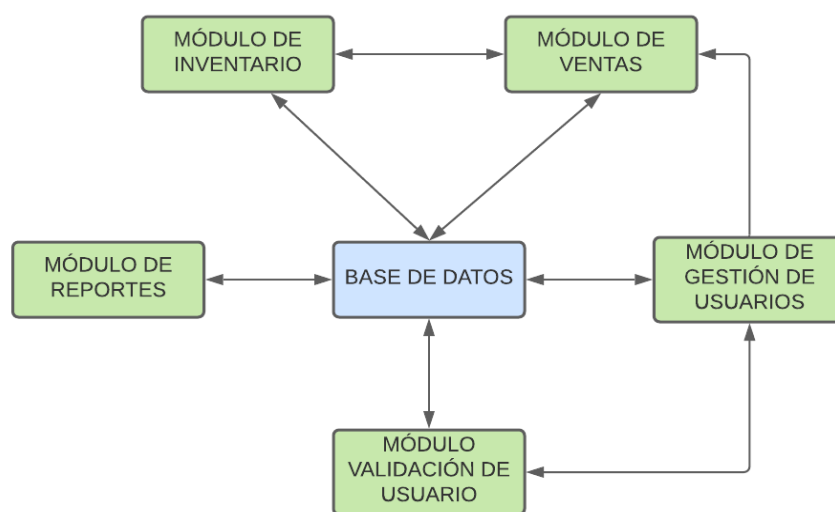 MÓDULO DE
INVENTARIO
MÓDULO DE
VENTAS
MÓDULO DE
REPORTES
BASE DE DATOS
MÓDULO DE
GESTIÓN DE
USUARIOS
MÓDULO
VALIDACIÓN DE
USUARIO